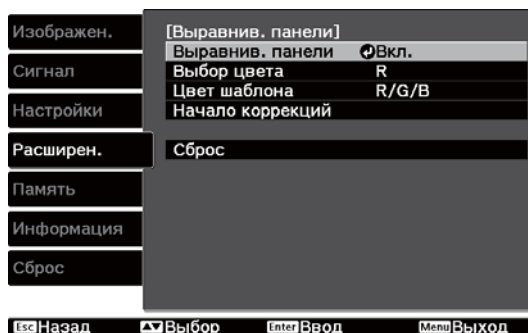 Изображен.
Сигнал
Настройки
Расширен.
Память
Информация
Сброс
[Выравнив. панели]
Выравнив. панели Вкл.
Выбор цвета R
Цвет шаблона R/G/B
Начало коррекций
Сброс
Esc Назад Выбор Enter Ввод Menu Выход